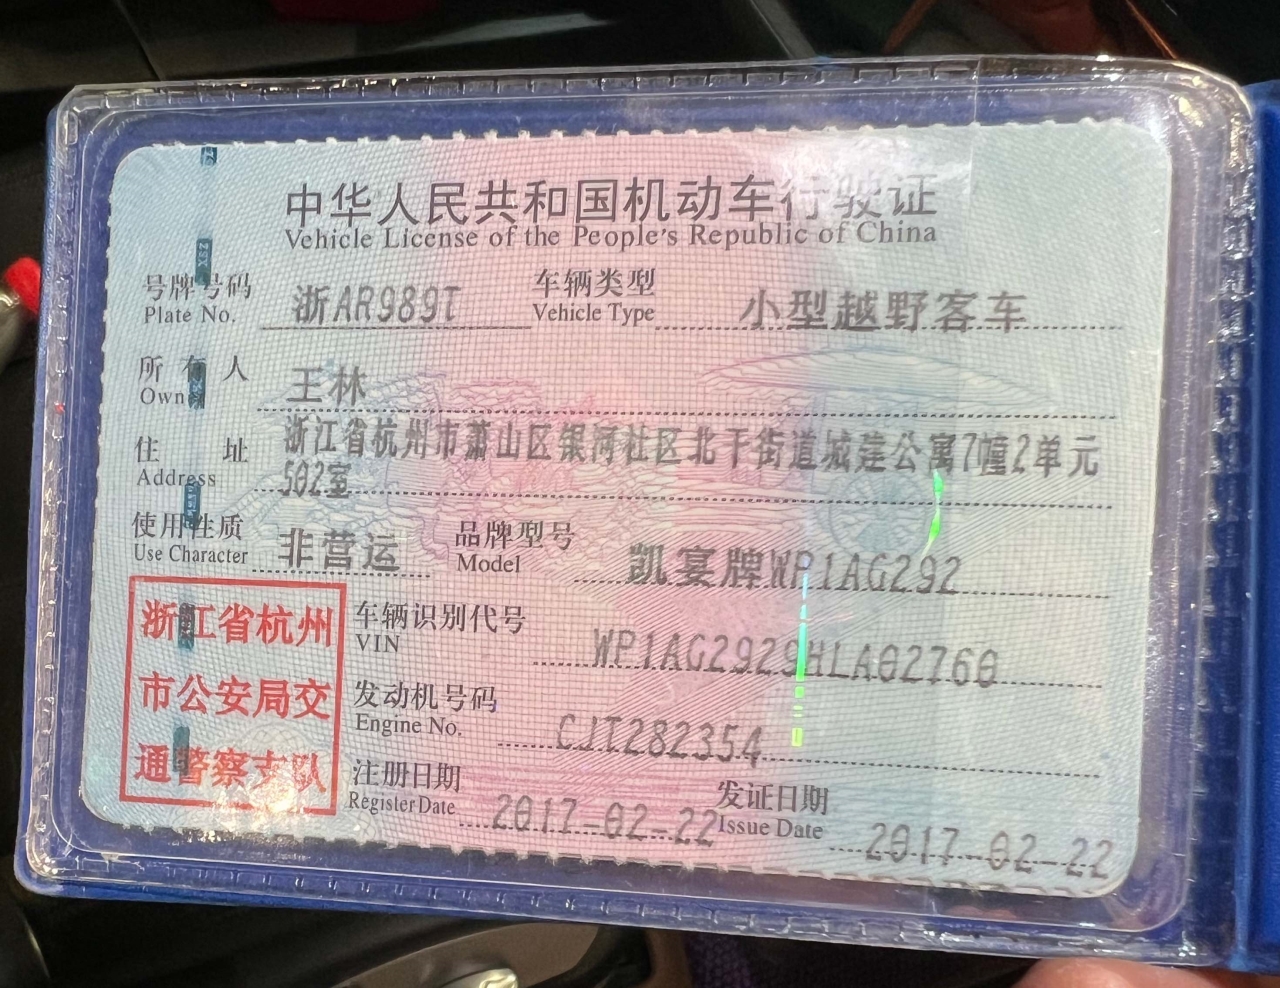 中华人民共和国机动车行驶证
Vehicle License of the People's Republic of China
号牌号码 浙AR989T 车辆类型 小型越野客车
Plate No. Vehicle Type
所有人 王林
Owner
住址 浙江省杭州市萧山区银河社区北干街道城莲公寓7幢2单元
Address 502室
使用性质 非营运 品牌型号 凯宴牌WP1AG292
Use Character Model
浙江省杭州
市公安局交
通警察支队
车辆识别代号 WP1AG2929HLA02760
VIN
发动机号码 CJT282354
Engine No.
注册日期 2017-02-22 发证日期 2017-02-22
Register Date Issue Date